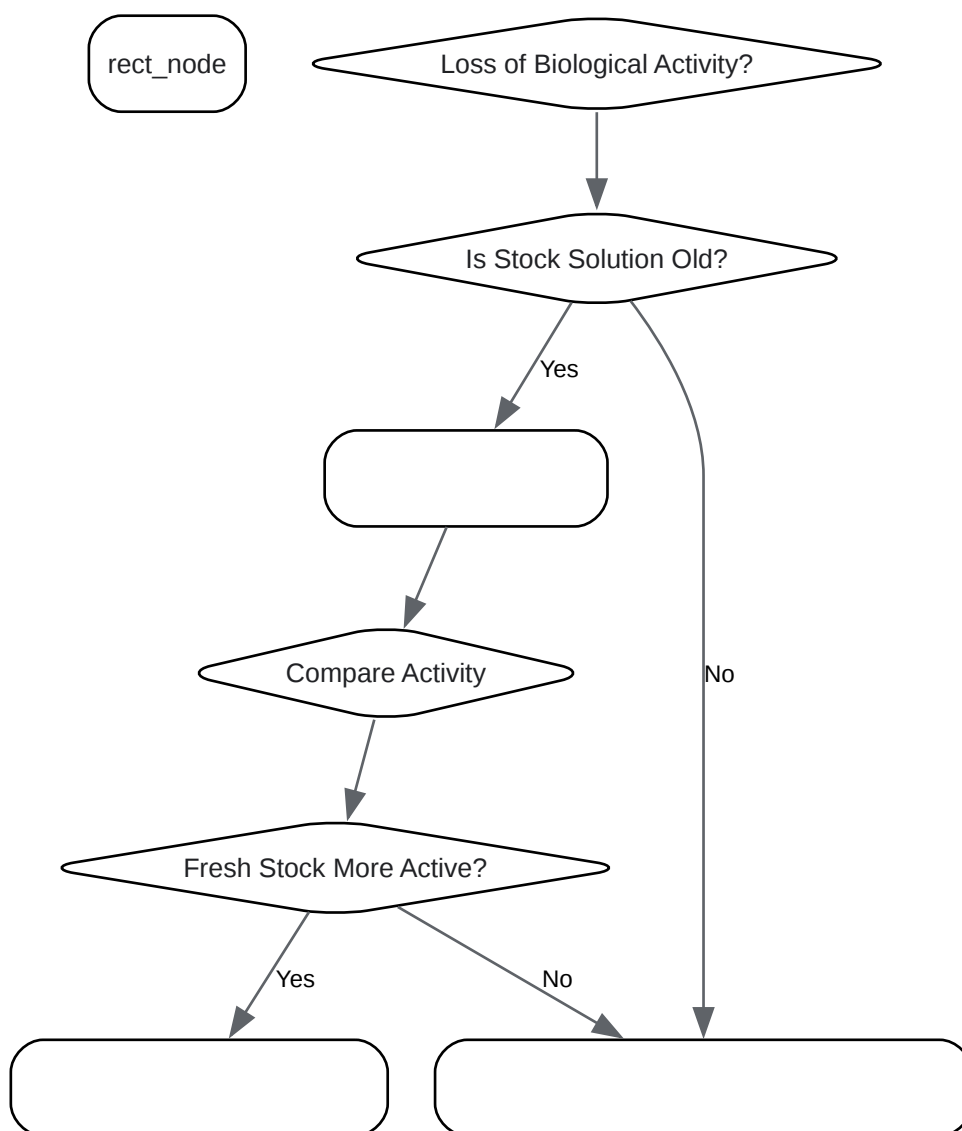 rect_node
Loss of Biological Activity?
Is Stock Solution Old?
Yes
Compare Activity
No
Fresh Stock More Active?
Yes
No